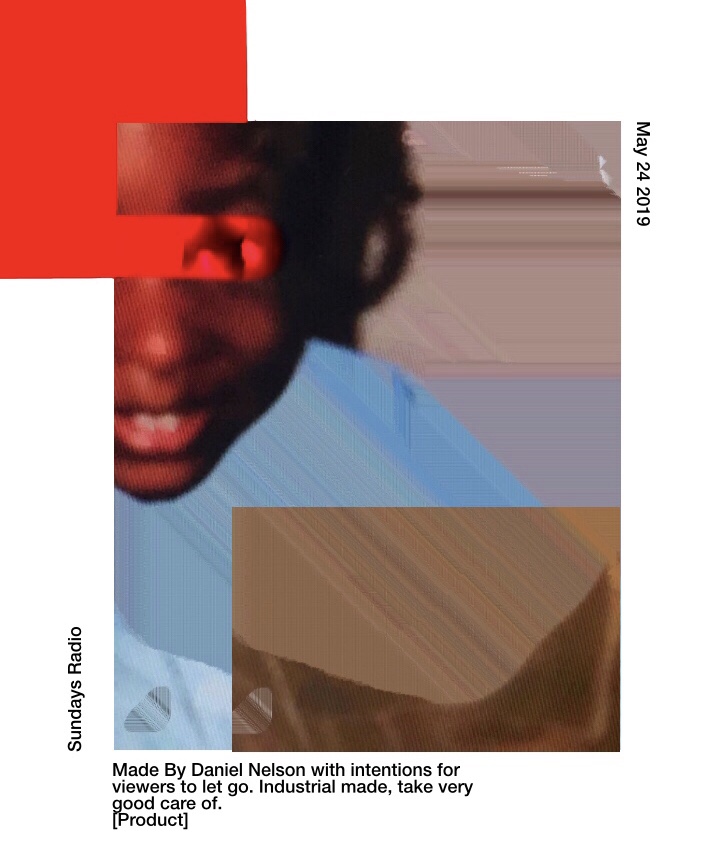 May 24 2019
Sundays Radio
Made By Daniel Nelson with intentions for
viewers to let go. Industrial made, take very
good care of.
[Product]